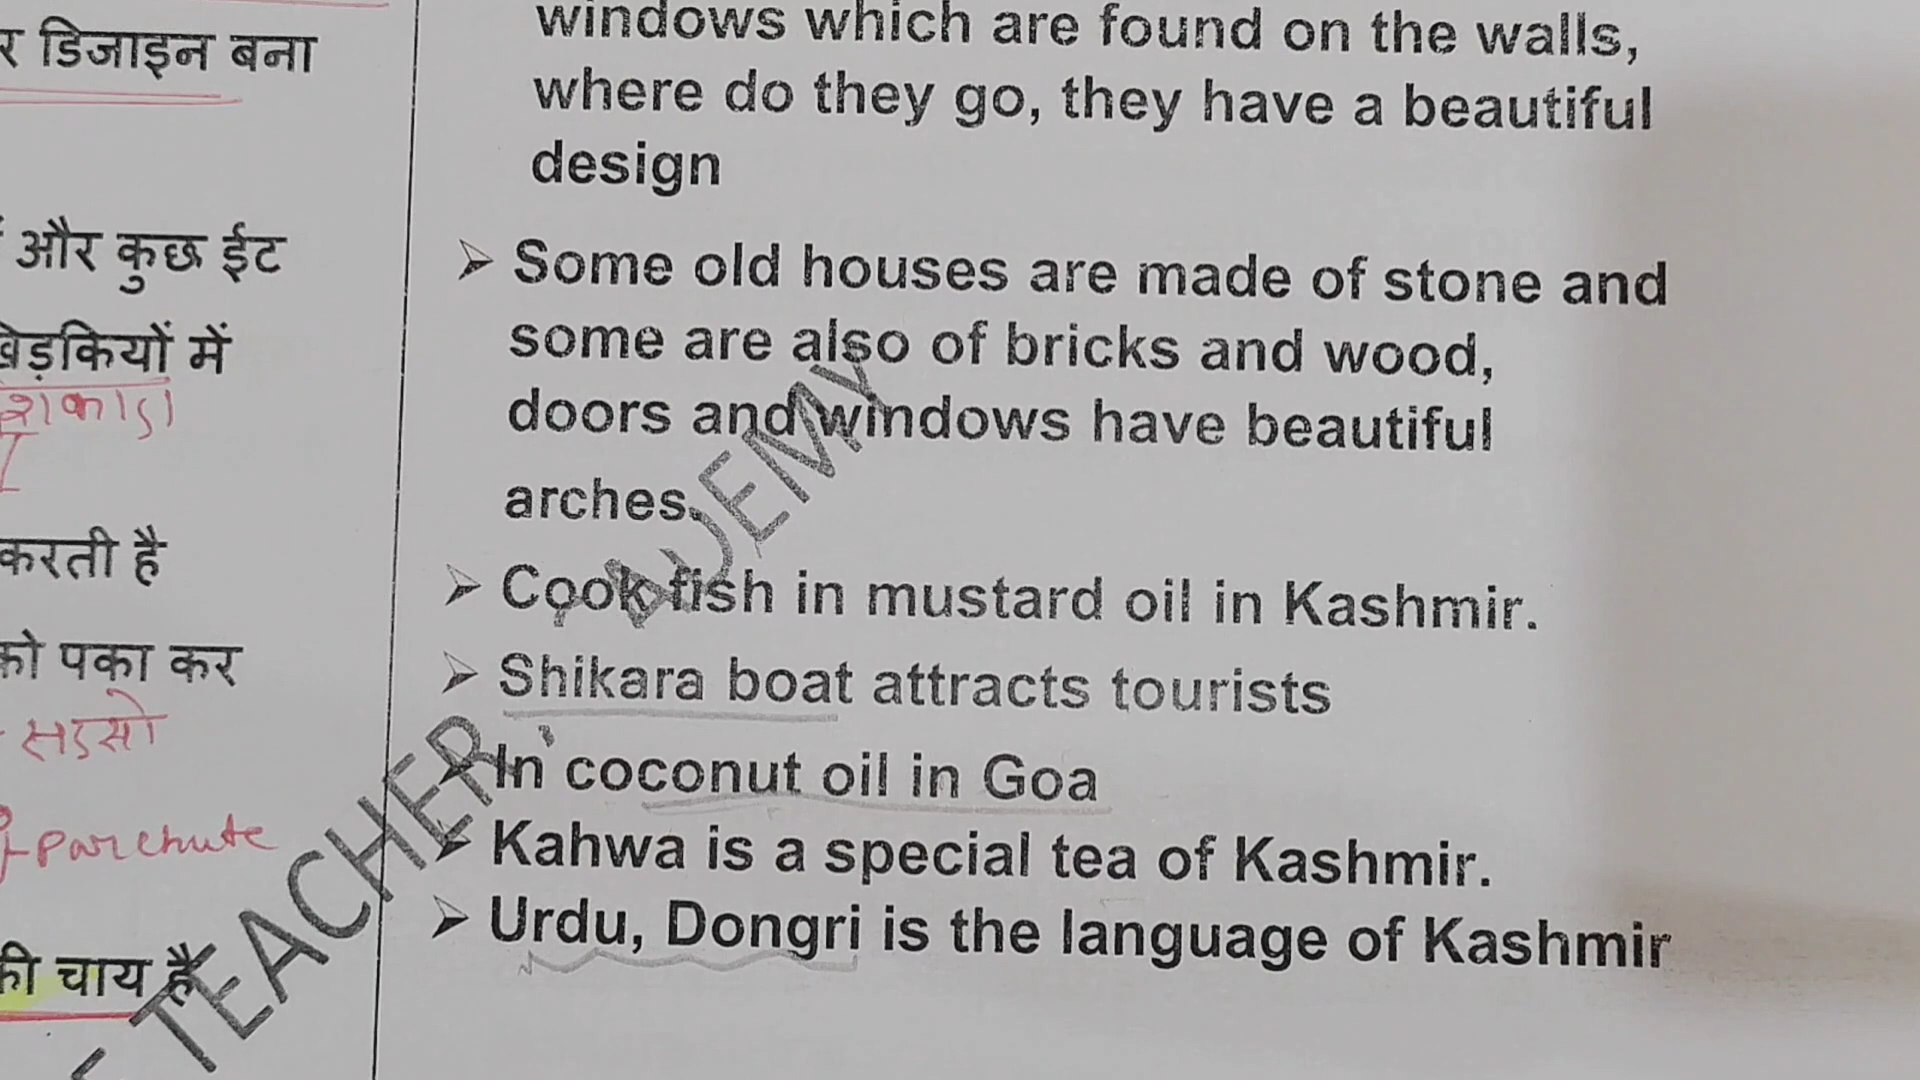 र डिजाइन बना
और कुछ ईट
खिड़कियों में
करती है
को पका कर
सरसो
parchute
की चाय है
windows which are found on the walls,
where do they go, they have a beautiful
design
➢ Some old houses are made of stone and
some are also of bricks and wood,
doors and windows have beautiful
arches.
➢ Cook fish in mustard oil in Kashmir.
➢ Shikara boat attracts tourists
➢ In coconut oil in Goa
➢ Kahwa is a special tea of Kashmir.
➢ Urdu, Dongri is the language of Kashmir
TEACHER